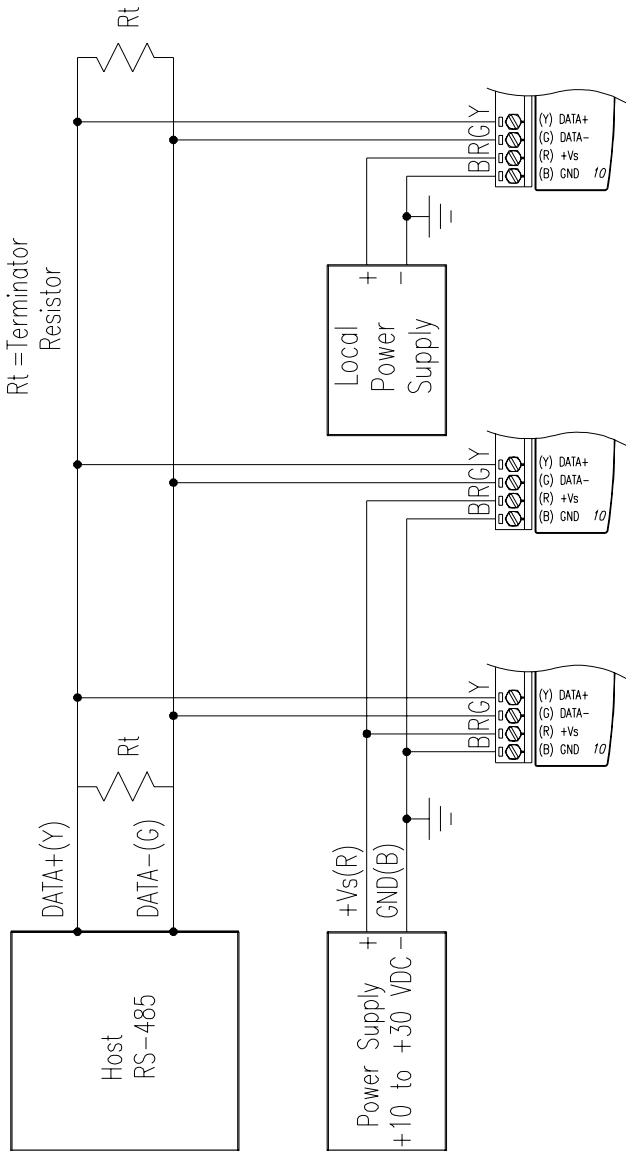 Rt =Terminator
Resistor
Rt
Host
RS-485
DATA+(Y)
DATA-(G)
Rt
Power Supply
+10 to +30 VDC
+
-
+Vs(R)
GND(B)
B
R
G
Y
(Y) DATA+
(G) DATA-
(R) +Vs
(B) GND 10
B
R
G
Y
(Y) DATA+
(G) DATA-
(R) +Vs
(B) GND 10
Local
Power
Supply
+
-
B
R
G
Y
(Y) DATA+
(G) DATA-
(R) +Vs
(B) GND 10